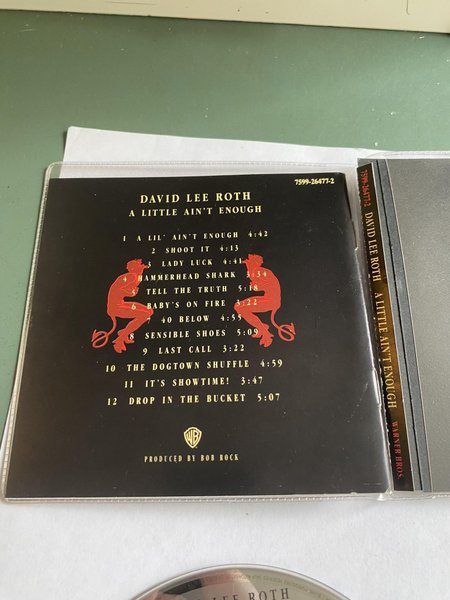 7599-26477-2
DAVID LEE ROTH
A LITTLE AIN'T ENOUGH
1 A LIL' AIN'T ENOUGH 4:42
2 SHOOT IT 4:13
3 LADY LUCK 4:41
4 HAMMERHEAD SHARK 3:34
5 TELL THE TRUTH 5:18
6 BABY'S ON FIRE 3:22
7 40 BELOW 4:55
8 SENSIBLE SHOES 5:09
9 LAST CALL 3:22
10 THE DOGTOWN SHUFFLE 4:59
11 IT'S SHOWTIME! 3:47
12 DROP IN THE BUCKET 5:07
WB
PRODUCED BY BOB ROCK
7599-26477-2 DAVID LEE ROTH A LITTLE AIN'T ENOUGH WARNER BROS.
LEE ROTH